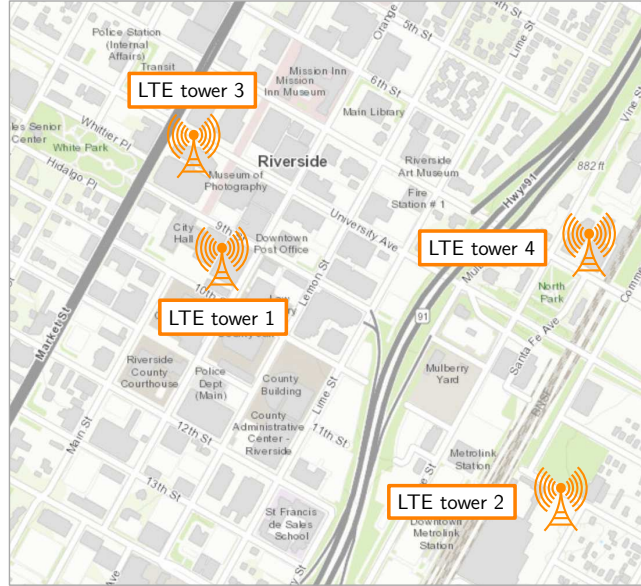 Orange
5th St
Lime St
Police Station
(Internal
Affairs)
Transit
Mission Inn
Mission
Inn Museum
6th St
Vine St
LTE tower 3
Main Library
les Senior
Center
White Park
Whittier Pl
Hidalgo Pl
Riverside
Museum of
Photography
Riverside
Art Museum
Fire
Station # 1
Hwy 91
882 ft
University Ave
City
Hall
9th St
Downtown
Post Office
LTE tower 4
Lemon St
10th
North
Park
LTE tower 1
91
Market St
Santa Fe Ave
Riverside
County
Courthouse
Police
Dept
(Main)
County
Building
Mulberry
Yard
BNSF
Lime St
County
Administrative
Center -
Riverside
11th St
Main St
12th St
Metrolink
Station
13th St
LTE tower 2
St Francis
de Sales
School
Downtown
Metrolink
Station